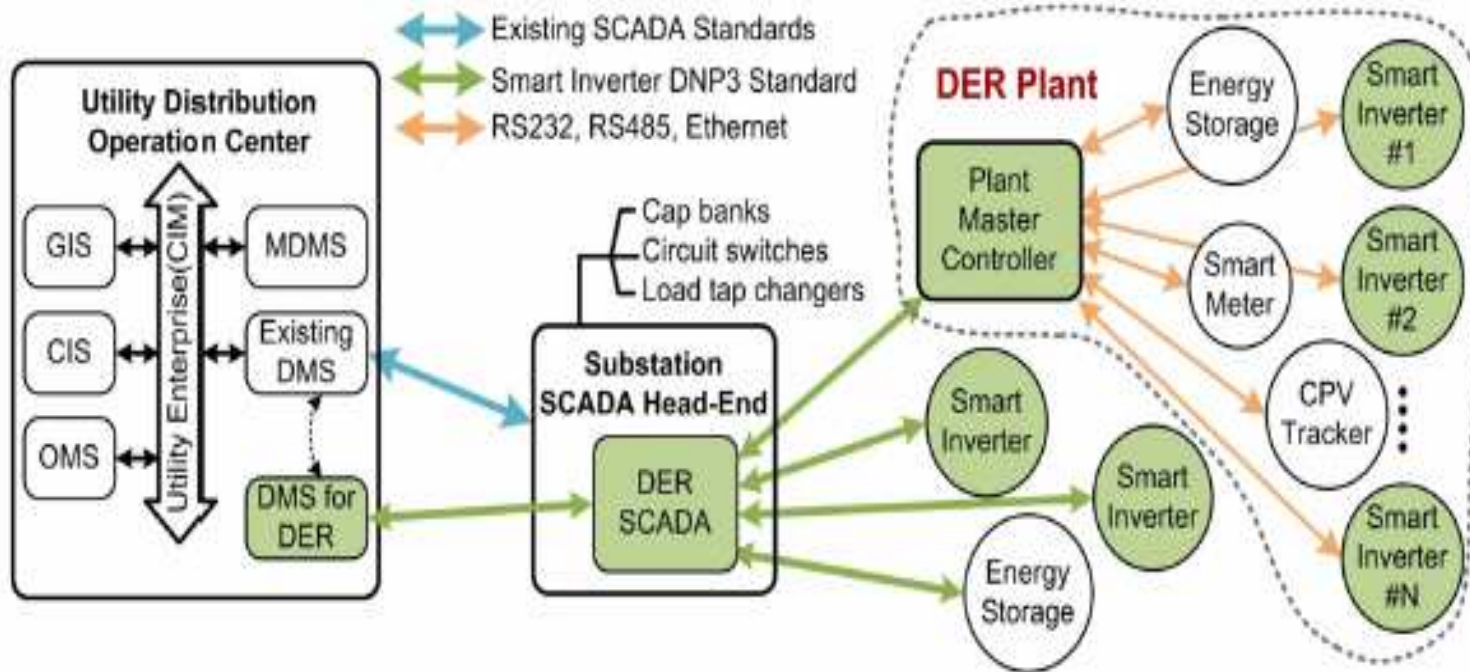 Existing SCADA Standards
Smart Inverter DNP3 Standard
RS232, RS485, Ethernet
Utility Distribution
Operation Center
GIS
CIS
OMS
Utility Enterprise(CIM)
MDMS
Existing
DMS
DMS for
DER
Cap banks
Circuit switches
Load tap changers
Substation
SCADA Head-End
DER
SCADA
DER Plant
Plant
Master
Controller
Energy
Storage
Smart
Inverter
#1
Smart
Meter
Smart
Inverter
#2
CPV
Tracker
Smart
Inverter
#N
Smart
Inverter
Smart
Inverter
Energy
Storage